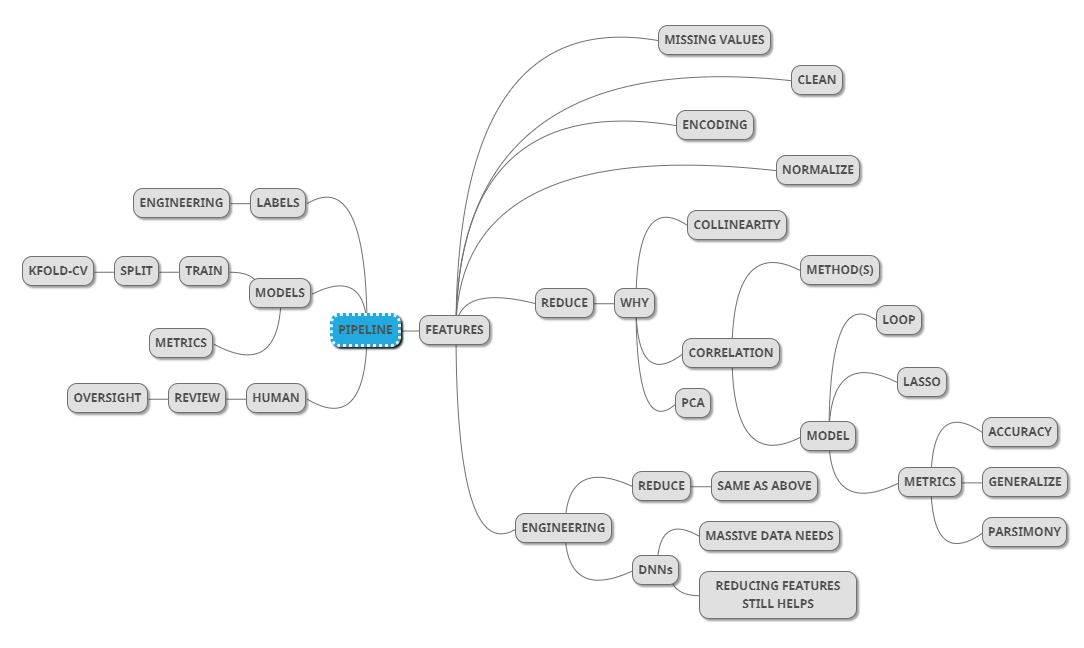 MISSING VALUES
CLEAN
ENCODING
NORMALIZE
ENGINEERING
LABELS
COLLINEARITY
KFOLD-CV
SPLIT
TRAIN
METHOD(S)
MODELS
REDUCE
WHY
LOOP
PIPELINE
FEATURES
METRICS
CORRELATION
LASSO
OVERSIGHT
REVIEW
HUMAN
PCA
MODEL
ACCURACY
METRICS
GENERALIZE
REDUCE
SAME AS ABOVE
PARSIMONY
ENGINEERING
MASSIVE DATA NEEDS
DNNs
REDUCING FEATURES
STILL HELPS